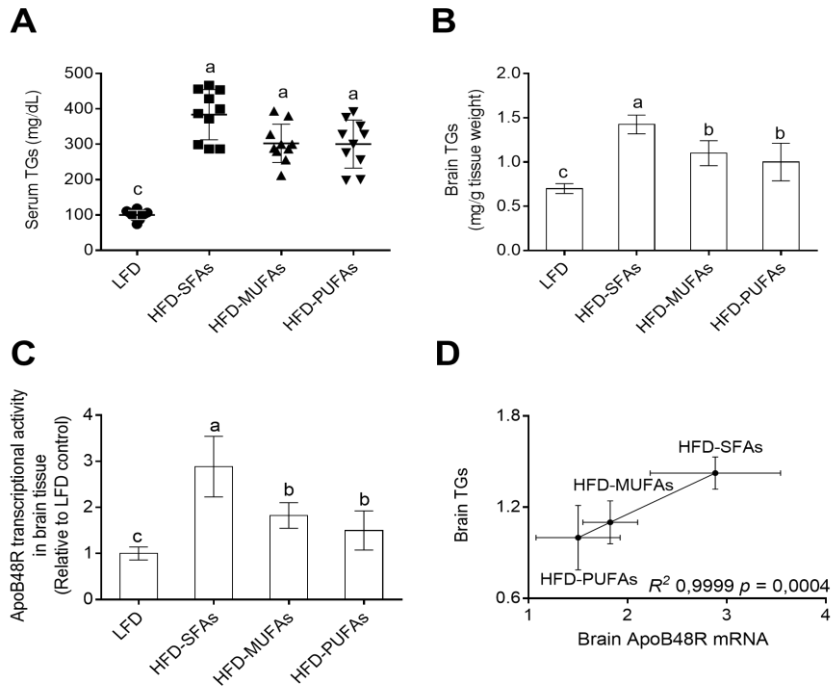 A
Serum TGs (mg/dL)
500
400
300
200
100
0
c
a
a
a
LFD
HFD-SFAs
HFD-MUFAs
HFD-PUFAs
B
Brain TGs
(mg/g tissue weight)
2.0
1.5
1.0
0.5
0.0
c
a
b
b
LFD
HFD-SFAs
HFD-MUFAs
HFD-PUFAs
C
ApoB48R transcriptional activity
in brain tissue
(Relative to LFD control)
4
3
2
1
0
c
a
b
b
LFD
HFD-SFAs
HFD-MUFAs
HFD-PUFAs
D
Brain TGs
1.8
1.2
0.6
HFD-SFAs
HFD-MUFAs
HFD-PUFAs
R² 0,9999 p = 0,0004
1 2 3 4
Brain ApoB48R mRNA